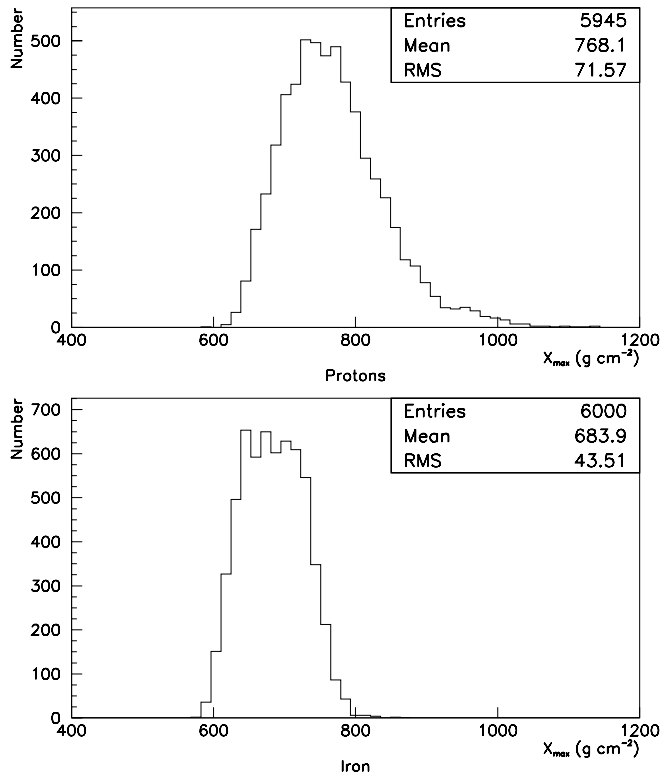 Number
Entries 5945
Mean 768.1
RMS 71.57
500
400
300
200
100
0
400 600 800 1000 1200
Xmax (g cm⁻²)
Protons
Number
Entries 6000
Mean 683.9
RMS 43.51
700
600
500
400
300
200
100
0
400 600 800 1000 1200
Xmax (g cm⁻²)
Iron